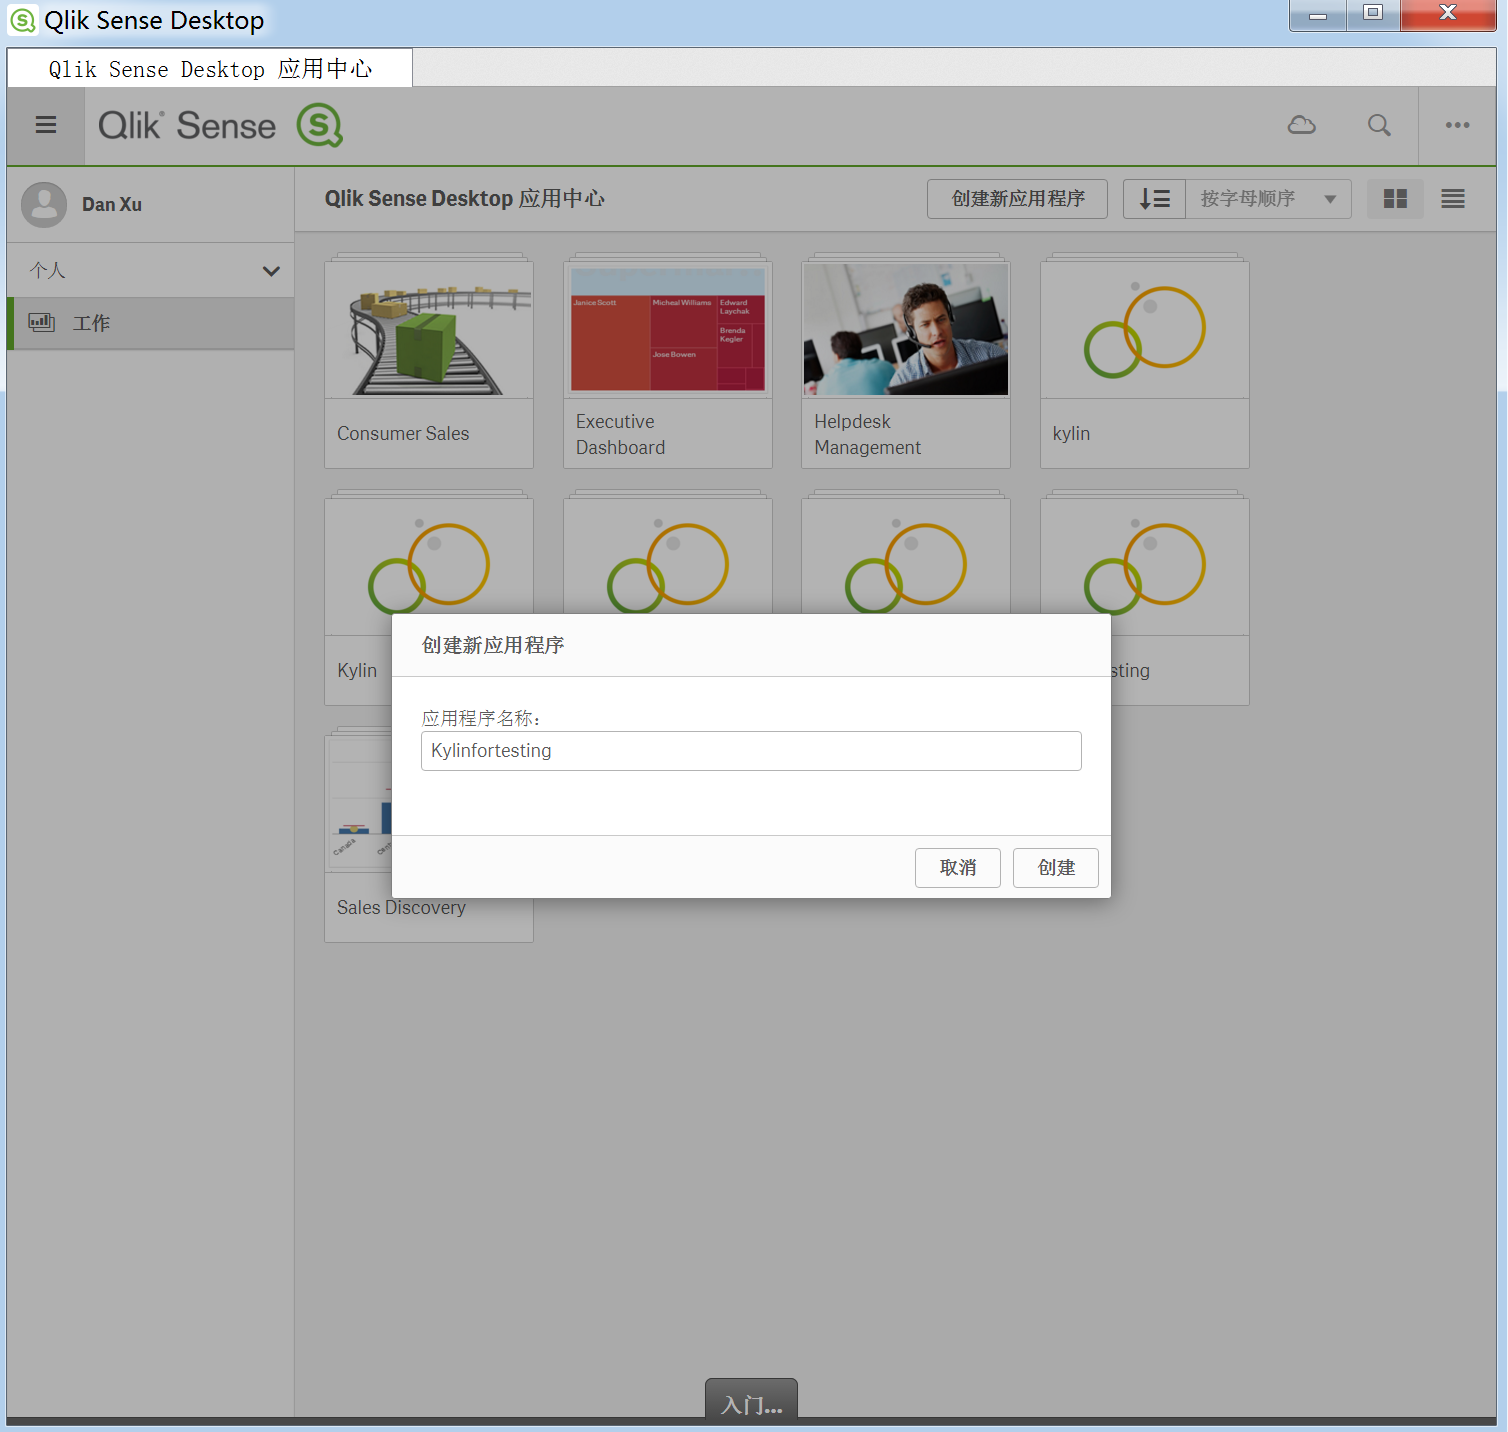 Qlik Sense Desktop
Qlik Sense Desktop 应用中心
Qlik Sense
Dan Xu
Qlik Sense Desktop 应用中心
创建新应用程序
按字母顺序
个人
工作
Janice Scott
Micheal Williams
Edward
Laychak
Brenda
Kegler
Jose Bowen
Consumer Sales
Executive
Dashboard
Helpdesk
Management
kylin
Kylin
sting
创建新应用程序
应用程序名称：
Kylinfortesting
取消
创建
Canada
Sales Discovery
入门...